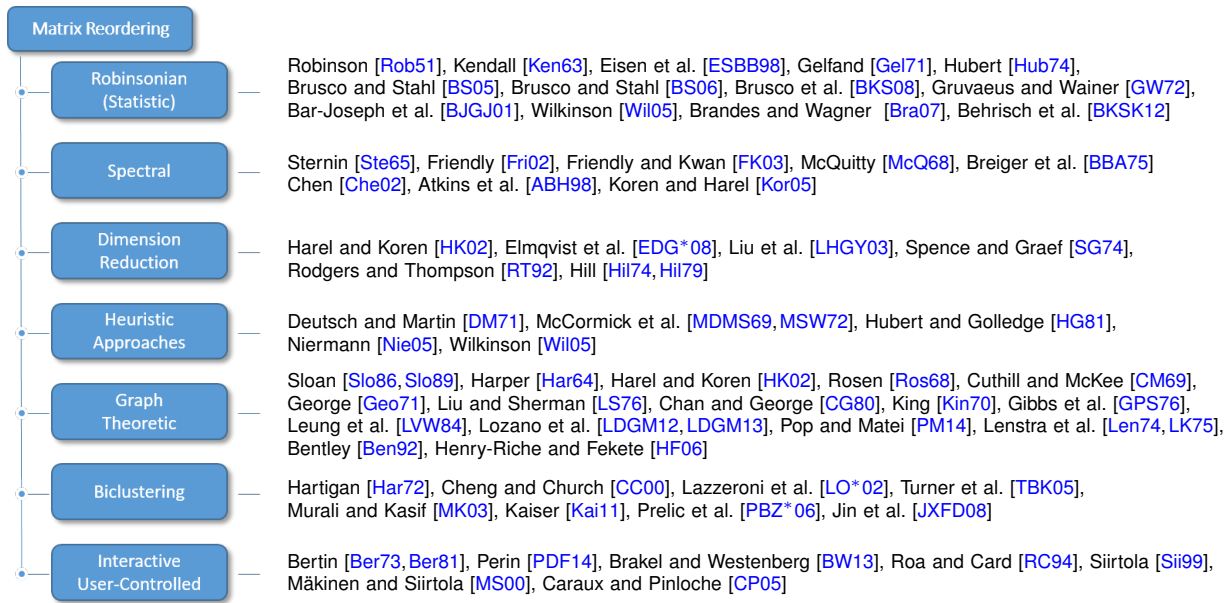 Matrix Reordering
Robinsonian
(Statistic)
Robinson [Rob51], Kendall [Ken63], Eisen et al. [ESBB98], Gelfand [Gel71], Hubert [Hub74],
Brusco and Stahl [BS05], Brusco and Stahl [BS06], Brusco et al. [BKS08], Gruvaeus and Wainer [GW72],
Bar-Joseph et al. [BJGJ01], Wilkinson [Wil05], Brandes and Wagner [Bra07], Behrisch et al. [BKSK12]
Spectral
Sternin [Ste65], Friendly [Fri02], Friendly and Kwan [FK03], McQuitty [McQ68], Breiger et al. [BBA75]
Chen [Che02], Atkins et al. [ABH98], Koren and Harel [Kor05]
Dimension
Reduction
Harel and Koren [HK02], Elmqvist et al. [EDG*08], Liu et al. [LHGY03], Spence and Graef [SG74],
Rodgers and Thompson [RT92], Hill [Hil74, Hil79]
Heuristic
Approaches
Deutsch and Martin [DM71], McCormick et al. [MDMS69, MSW72], Hubert and Golledge [HG81],
Niermann [Nie05], Wilkinson [Wil05]
Graph
Theoretic
Sloan [Slo86, Slo89], Harper [Har64], Harel and Koren [HK02], Rosen [Ros68], Cuthill and McKee [CM69],
George [Geo71], Liu and Sherman [LS76], Chan and George [CG80], King [Kin70], Gibbs et al. [GPS76],
Leung et al. [LVW84], Lozano et al. [LDGM12, LDGM13], Pop and Matei [PM14], Lenstra et al. [Len74, LK75],
Bentley [Ben92], Henry-Riche and Fekete [HF06]
Biclustering
Hartigan [Har72], Cheng and Church [CC00], Lazzeroni et al. [LO*02], Turner et al. [TBK05],
Murali and Kasif [MK03], Kaiser [Kai11], Prelic et al. [PBZ*06], Jin et al. [JXFD08]
Interactive
User-Controlled
Bertin [Ber73, Ber81], Perin [PDF14], Brakel and Westenberg [BW13], Roa and Card [RC94], Siirtola [Sii99],
Mäkinen and Siirtola [MS00], Caraux and Pinloche [CP05]